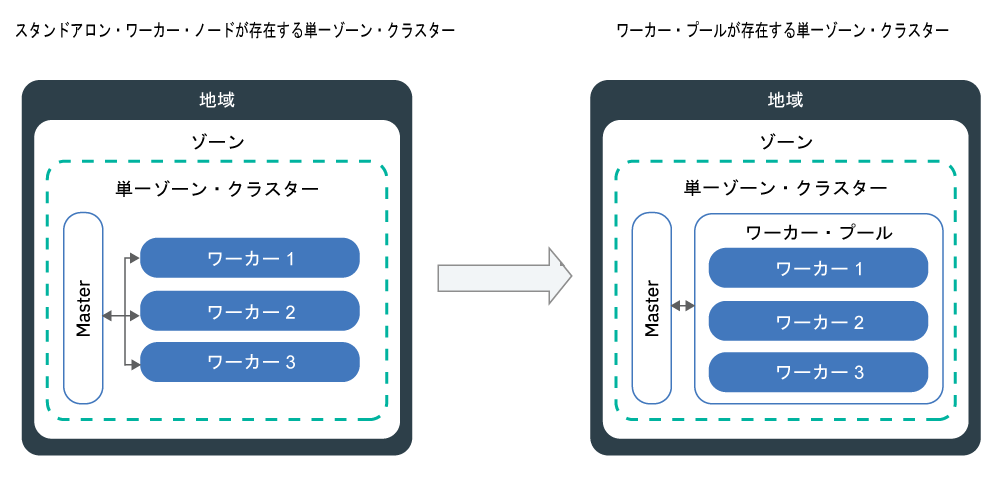 スタンドアロン・ワーカー・ノードが存在する単一ゾーン・クラスター
地域
ゾーン
単一ゾーン・クラスター
Master
ワーカー 1
ワーカー 2
ワーカー 3
ワーカー・プールが存在する単一ゾーン・クラスター
地域
ゾーン
単一ゾーン・クラスター
Master
ワーカー・プール
ワーカー 1
ワーカー 2
ワーカー 3